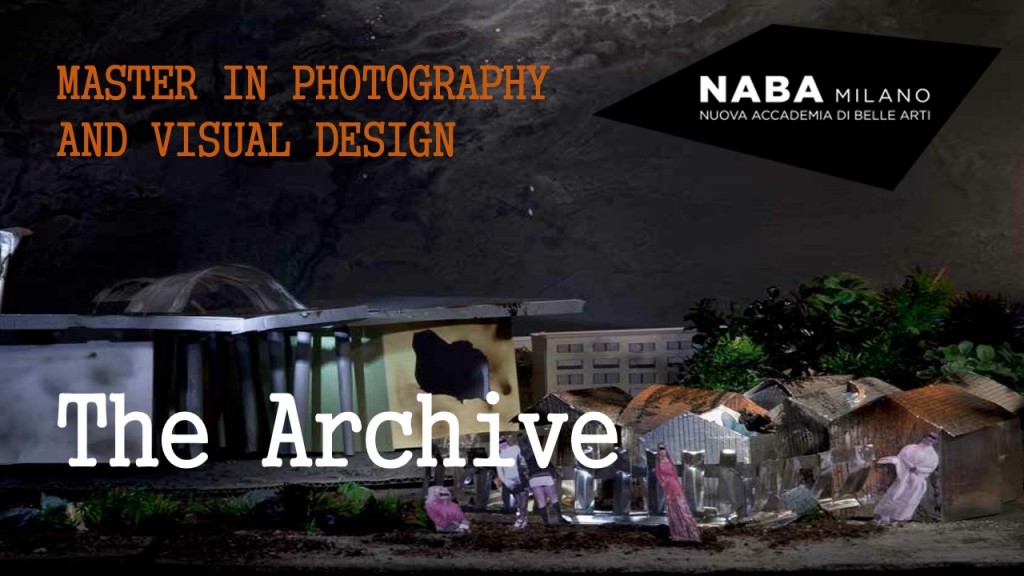 MASTER IN PHOTOGRAPHY
AND VISUAL DESIGN
NABA MILANO
NUOVA ACCADEMIA DI BELLE ARTI
The Archive